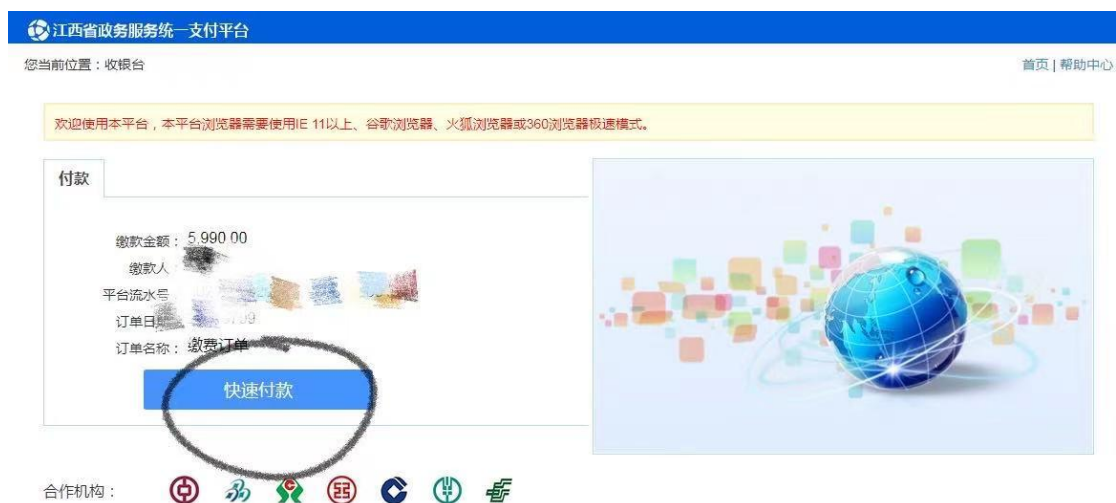 江西省政务服务统一支付平台
您当前位置：收银台
首页 | 帮助中心
欢迎使用本平台，本平台浏览器需要使用IE 11以上、谷歌浏览器、火狐浏览器或360浏览器极速模式。
付款
缴款金额： 5,990 00
缴款人
平台流水号
订单日
订单名称： 缴费订单
快速付款
合作机构：